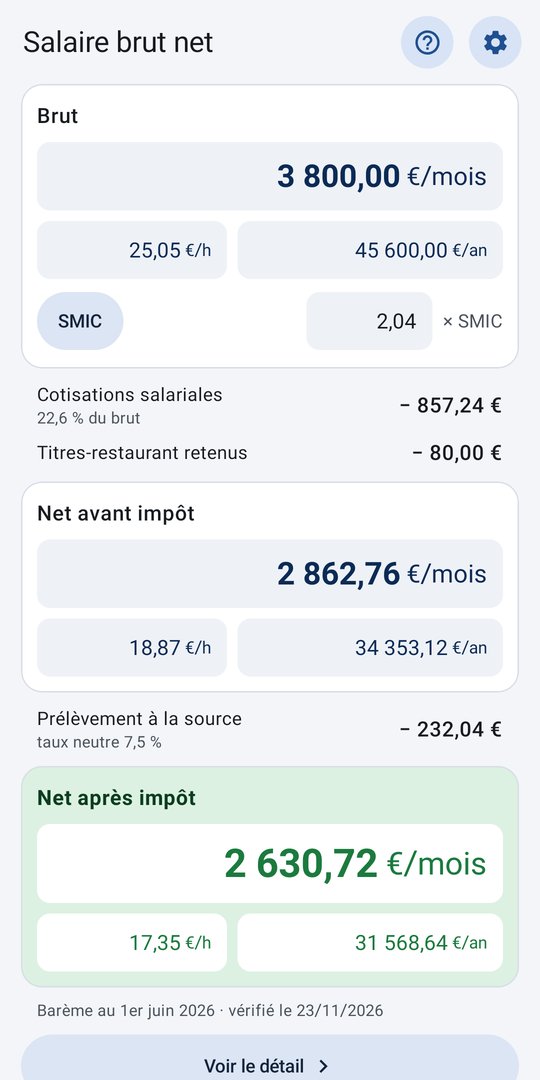 Salaire brut net
Brut
3 800,00 €/mois
25,05 €/h
45 600,00 €/an
SMIC
2,04 × SMIC
Cotisations salariales
22,6 % du brut
− 857,24 €
Titres-restaurant retenus
− 80,00 €
Net avant impôt
2 862,76 €/mois
18,87 €/h
34 353,12 €/an
Prélèvement à la source
taux neutre 7,5 %
− 232,04 €
Net après impôt
2 630,72 €/mois
17,35 €/h
31 568,64 €/an
Barème au 1er juin 2026 · vérifié le 23/11/2026
Voir le détail